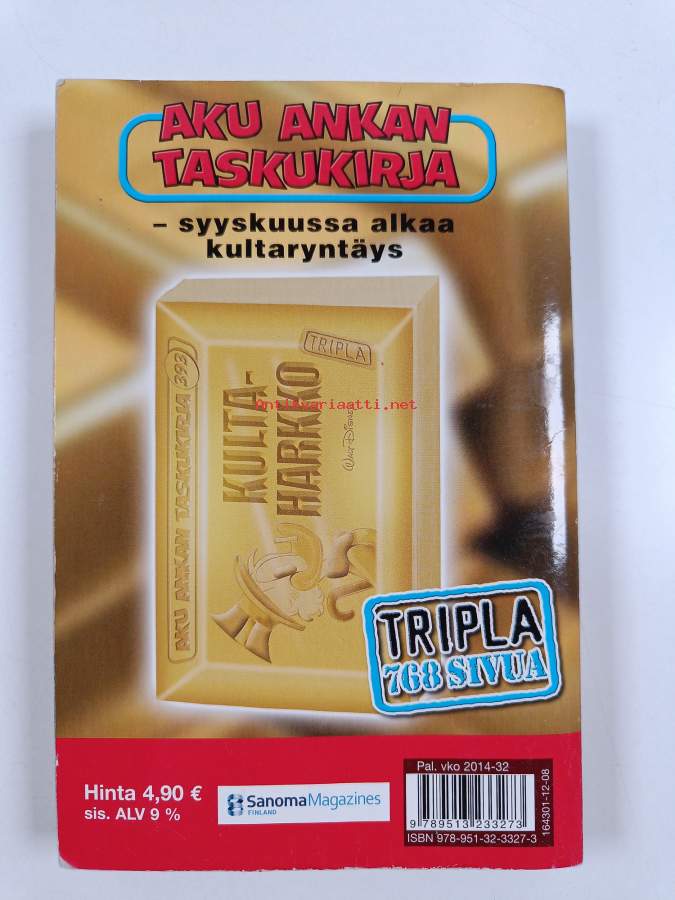 AKU ANKAN
TASKUKIRJA
– syyskuussa alkaa
kultaryntäys
AKU ANKAN TASKUKIRJA 393
TRIPLA
KULTA-
HARKKO
WALT DISNEY
Antikvariaatti.net
TRIPLA
768 SIVUA
Hinta 4,90 €
sis. ALV 9 %
SanomaMagazines
FINLAND
Pal. vko 2014-32
9 789513 233273
ISBN 978-951-32-3327-3
164301-12-08